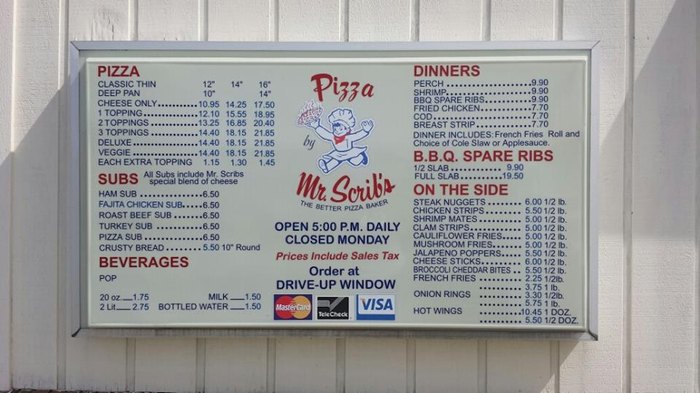 PIZZA
CLASSIC THIN 12" 14" 16"
DEEP PAN 10" 14"
CHEESE ONLY 10.95 14.25 17.50
1 TOPPING 12.10 15.55 18.95
2 TOPPINGS 13.25 16.85 20.40
3 TOPPINGS 14.40 18.15 21.85
DELUXE 14.40 18.15 21.85
VEGGIE 14.40 18.15 21.85
EACH EXTRA TOPPING 1.15 1.30 1.45
SUBS All Subs include Mr. Scribs
special blend of cheese
HAM SUB 6.50
FAJITA CHICKEN SUB 6.50
ROAST BEEF SUB 6.50
TURKEY SUB 6.50
PIZZA SUB 6.50
CRUSTY BREAD 5.50 10" Round
BEVERAGES
POP
20 oz. 1.75 MILK 1.50
2 Lit 2.75 BOTTLED WATER 1.50
Pizza
by
Mr. Scrib's
THE BETTER PIZZA BAKER
OPEN 5:00 P.M. DAILY
CLOSED MONDAY
Prices Include Sales Tax
Order at
DRIVE-UP WINDOW
MasterCard TeleCheck VISA
DINNERS
PERCH 9.90
SHRIMP 9.90
BBQ SPARE RIBS 9.90
FRIED CHICKEN 7.70
COD 7.70
BREAST STRIP 7.70
DINNER INCLUDES: French Fries Roll and
Choice of Cole Slaw or Applesauce.
B.B.Q. SPARE RIBS
1/2 SLAB 9.90
FULL SLAB 19.50
ON THE SIDE
STEAK NUGGETS 6.00 1/2 lb.
CHICKEN STRIPS 5.50 1/2 lb.
SHRIMP MATES 5.00 1/2 lb.
CLAM STRIPS 5.00 1/2 lb.
CAULIFLOWER FRIES 5.00 1/2 lb.
MUSHROOM FRIES 5.00 1/2 lb.
JALAPENO POPPERS 5.50 1/2 lb.
CHEESE STICKS 6.00 1/2 lb.
BROCCOLI CHEDDAR BITES 5.50 1/2 lb.
FRENCH FRIES 2.25 1/2lb.
3.75 1 lb.
ONION RINGS 3.30 1/2lb.
5.75 1 lb.
HOT WINGS 10.45 1 DOZ.
5.50 1/2 DOZ.